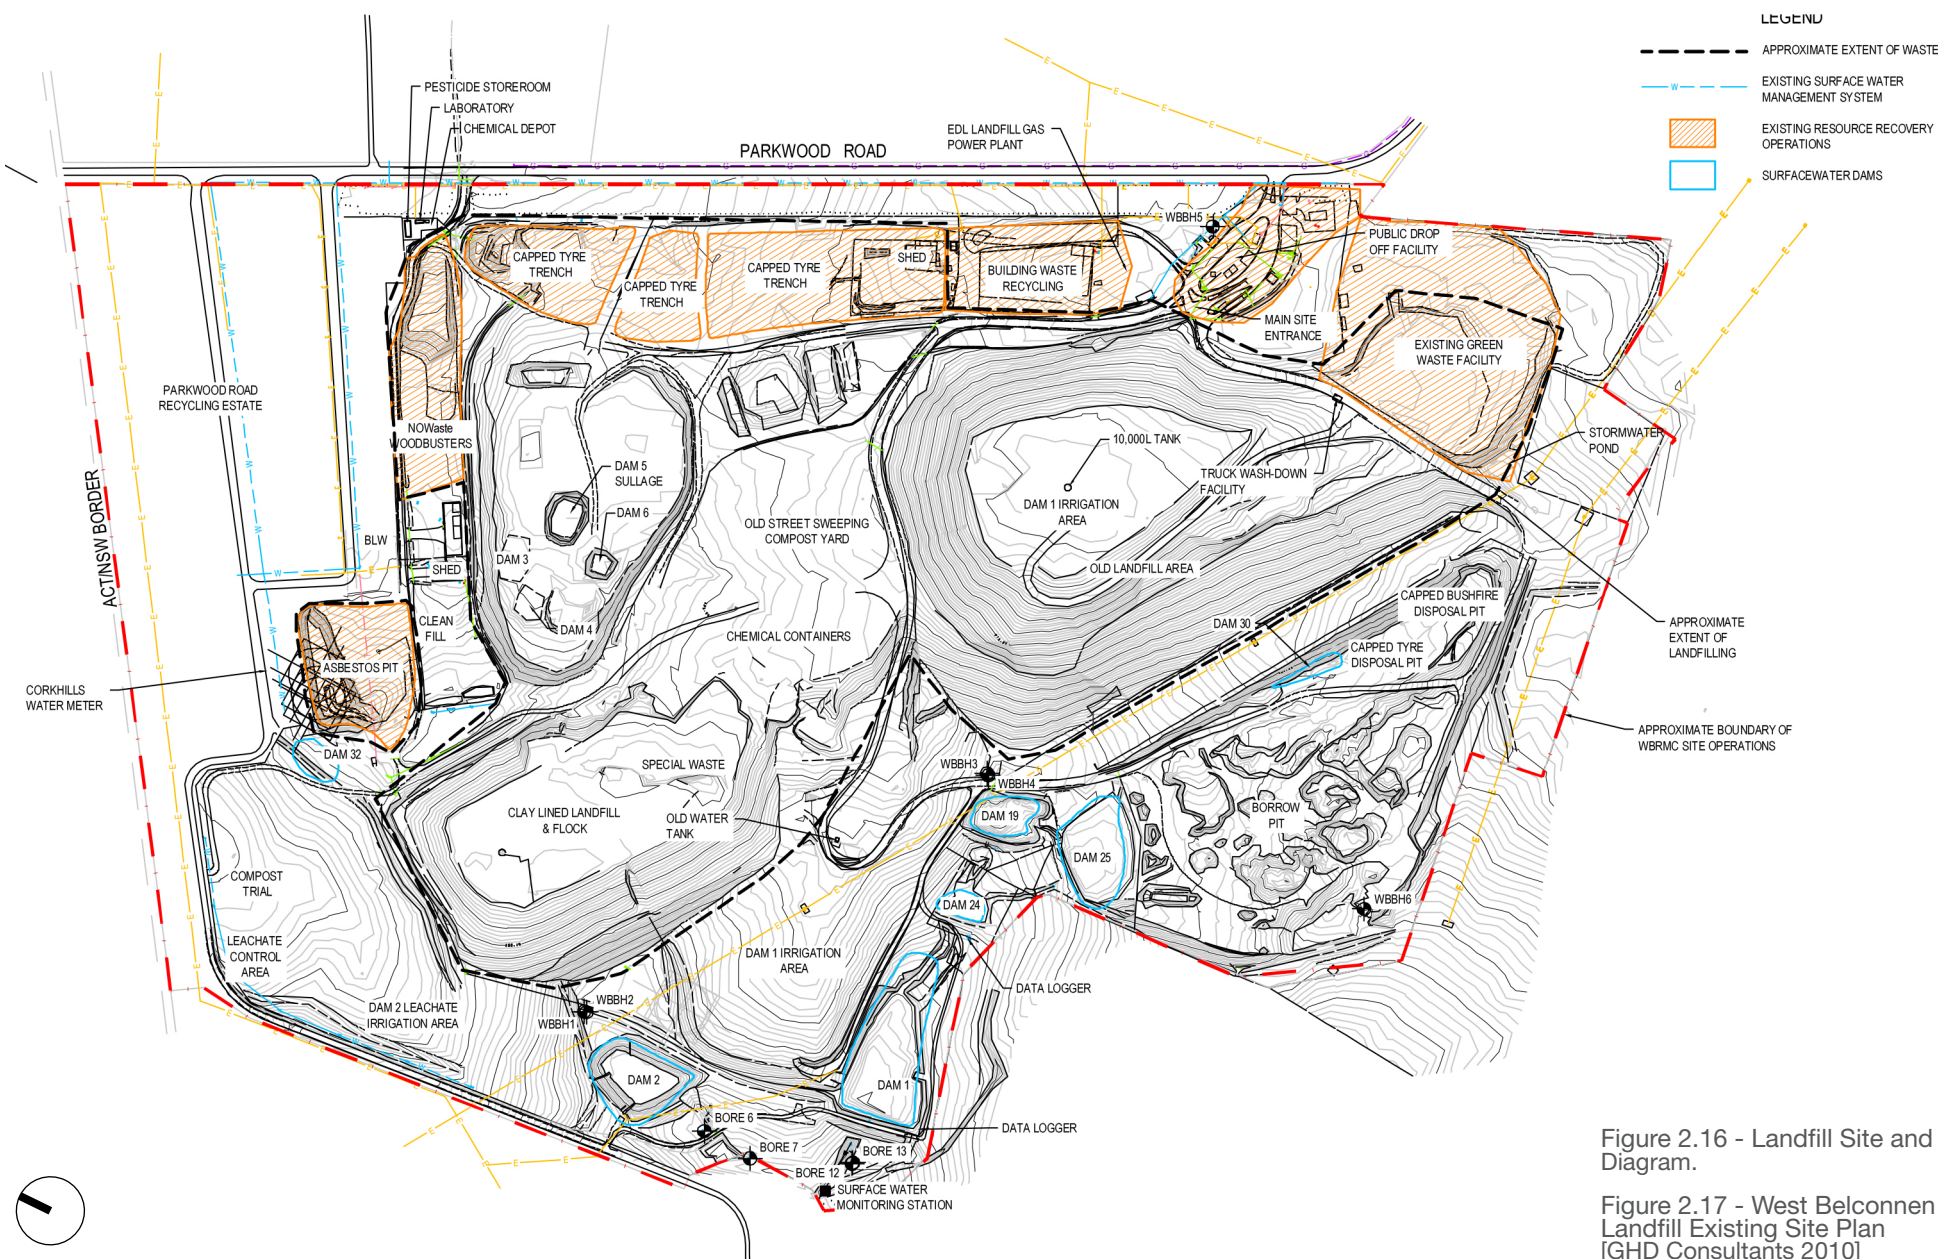 LEGEND
APPROXIMATE EXTENT OF WASTE
EXISTING SURFACE WATER
MANAGEMENT SYSTEM
EXISTING RESOURCE RECOVERY
OPERATIONS
SURFACEWATER DAMS
PESTICIDE STOREROOM
LABORATORY
CHEMICAL DEPOT
PARKWOOD ROAD
EDL LANDFILL GAS
POWER PLANT
WBBH5
PUBLIC DROP
OFF FACILITY
CAPPED TYRE
TRENCH
CAPPED TYRE
TRENCH
CAPPED TYRE
TRENCH
SHED
BUILDING WASTE
RECYCLING
MAIN SITE
ENTRANCE
EXISTING GREEN
WASTE FACILITY
PARKWOOD ROAD
RECYCLING ESTATE
NOWaste
WOODBUSTERS
ACT/NSW BORDER
10,000L TANK
DAM 1 IRRIGATION
AREA
TRUCK WASH-DOWN
FACILITY
STORMWATER
POND
DAM 5
SULLAGE
DAM 6
DAM 3
DAM 4
OLD STREET SWEEPING
COMPOST YARD
BLW
SHED
OLD LANDFILL AREA
CAPPED BUSHFIRE
DISPOSAL PIT
CLEAN
FILL
CHEMICAL CONTAINERS
DAM 30
CAPPED TYRE
DISPOSAL PIT
APPROXIMATE
EXTENT OF
LANDFILLING
ASBESTOS PIT
CORKHILLS
WATER METER
DAM 32
APPROXIMATE BOUNDARY OF
WBRMC SITE OPERATIONS
SPECIAL WASTE
WBBH3
WBBH4
CLAY LINED LANDFILL
& FLOCK
OLD WATER
TANK
DAM 19
BORROW
PIT
DAM 25
COMPOST
TRIAL
DAM 24
WBBH6
LEACHATE
CONTROL
AREA
DAM 1 IRRIGATION
AREA
DATA LOGGER
DAM 2 LEACHATE
IRRIGATION AREA
WBBH2
WBBH1
DAM 2
DAM 1
BORE 6
DATA LOGGER
BORE 7
BORE 13
BORE 12
SURFACE WATER
MONITORING STATION
Figure 2.16 - Landfill Site and
Diagram.
Figure 2.17 - West Belconnen
Landfill Existing Site Plan
[GHD Consultants 2010]